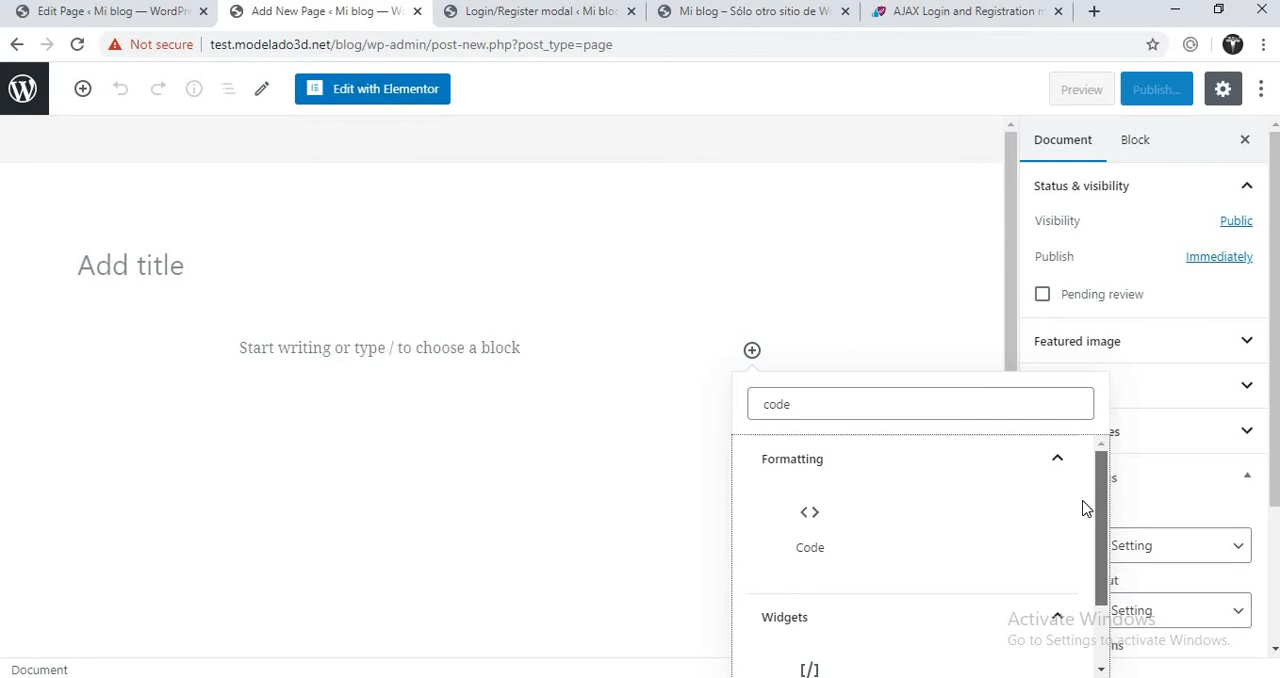 Edit Page ‹ Mi blog — WordPr
Add New Page ‹ Mi blog — W
Login/Register modal ‹ Mi blog
Mi blog – Sólo otro sitio de W
AJAX Login and Registration m
Not secure
test.modelado3d.net/blog/wp-admin/post-new.php?post_type=page
Edit with Elementor
Preview
Publish...
Document
Block
Status & visibility
Visibility
Public
Publish
Immediately
Pending review
Featured image
Add title
Start writing or type / to choose a block
code
Formatting
Code
Widgets
[/]
es
s
Setting
ut
Setting
ns
Activate Windows
Go to Settings to activate Windows.
Document